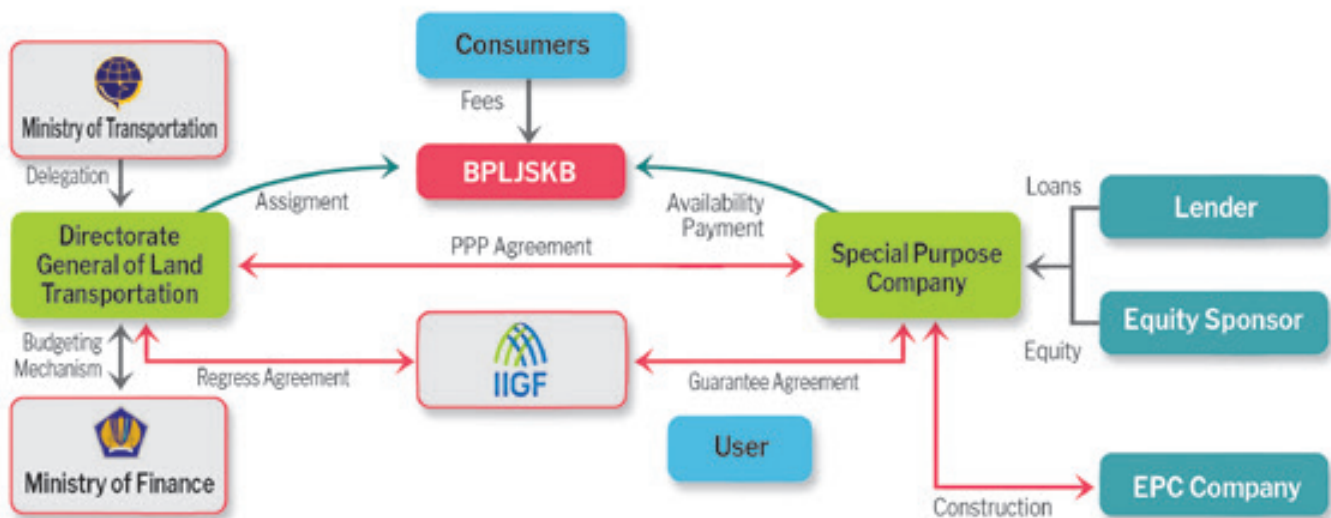 Consumers
Ministry of Transportation
Fees
Delegation
BPLJSKB
Assigment
Availability
Payment
Loans
Lender
Directorate
General of Land
Transportation
PPP Agreement
Special Purpose
Company
Equity Sponsor
Equity
Budgeting
Mechanism
Regress Agreement
IIGF
Guarantee Agreement
User
Ministry of Finance
Construction
EPC Company